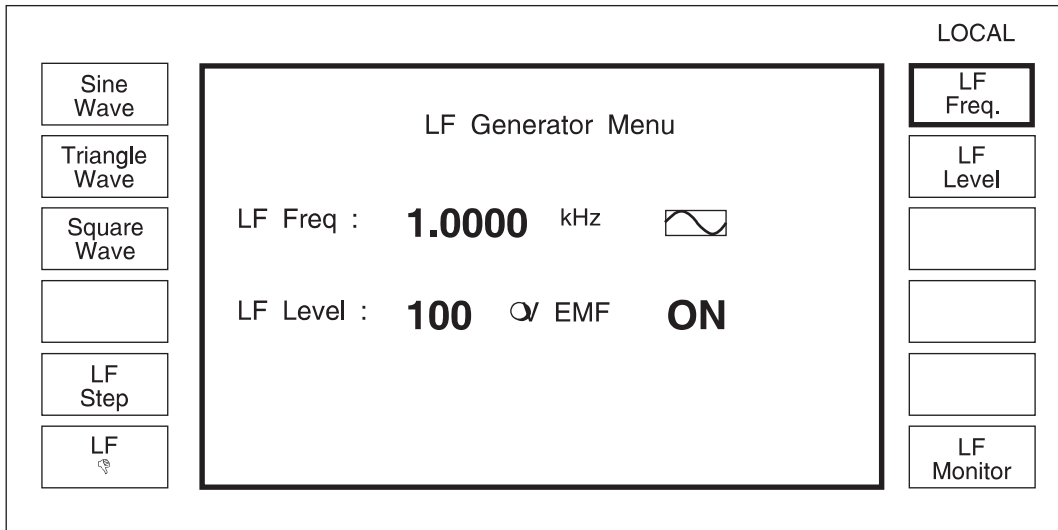 LOCAL
Sine
Wave
Triangle
Wave
Square
Wave
LF
Step
LF
LF Generator Menu
LF Freq : 1.0000 kHz
LF Level : 100 EMF ON
LF
Freq.
LF
Level
LF
Monitor